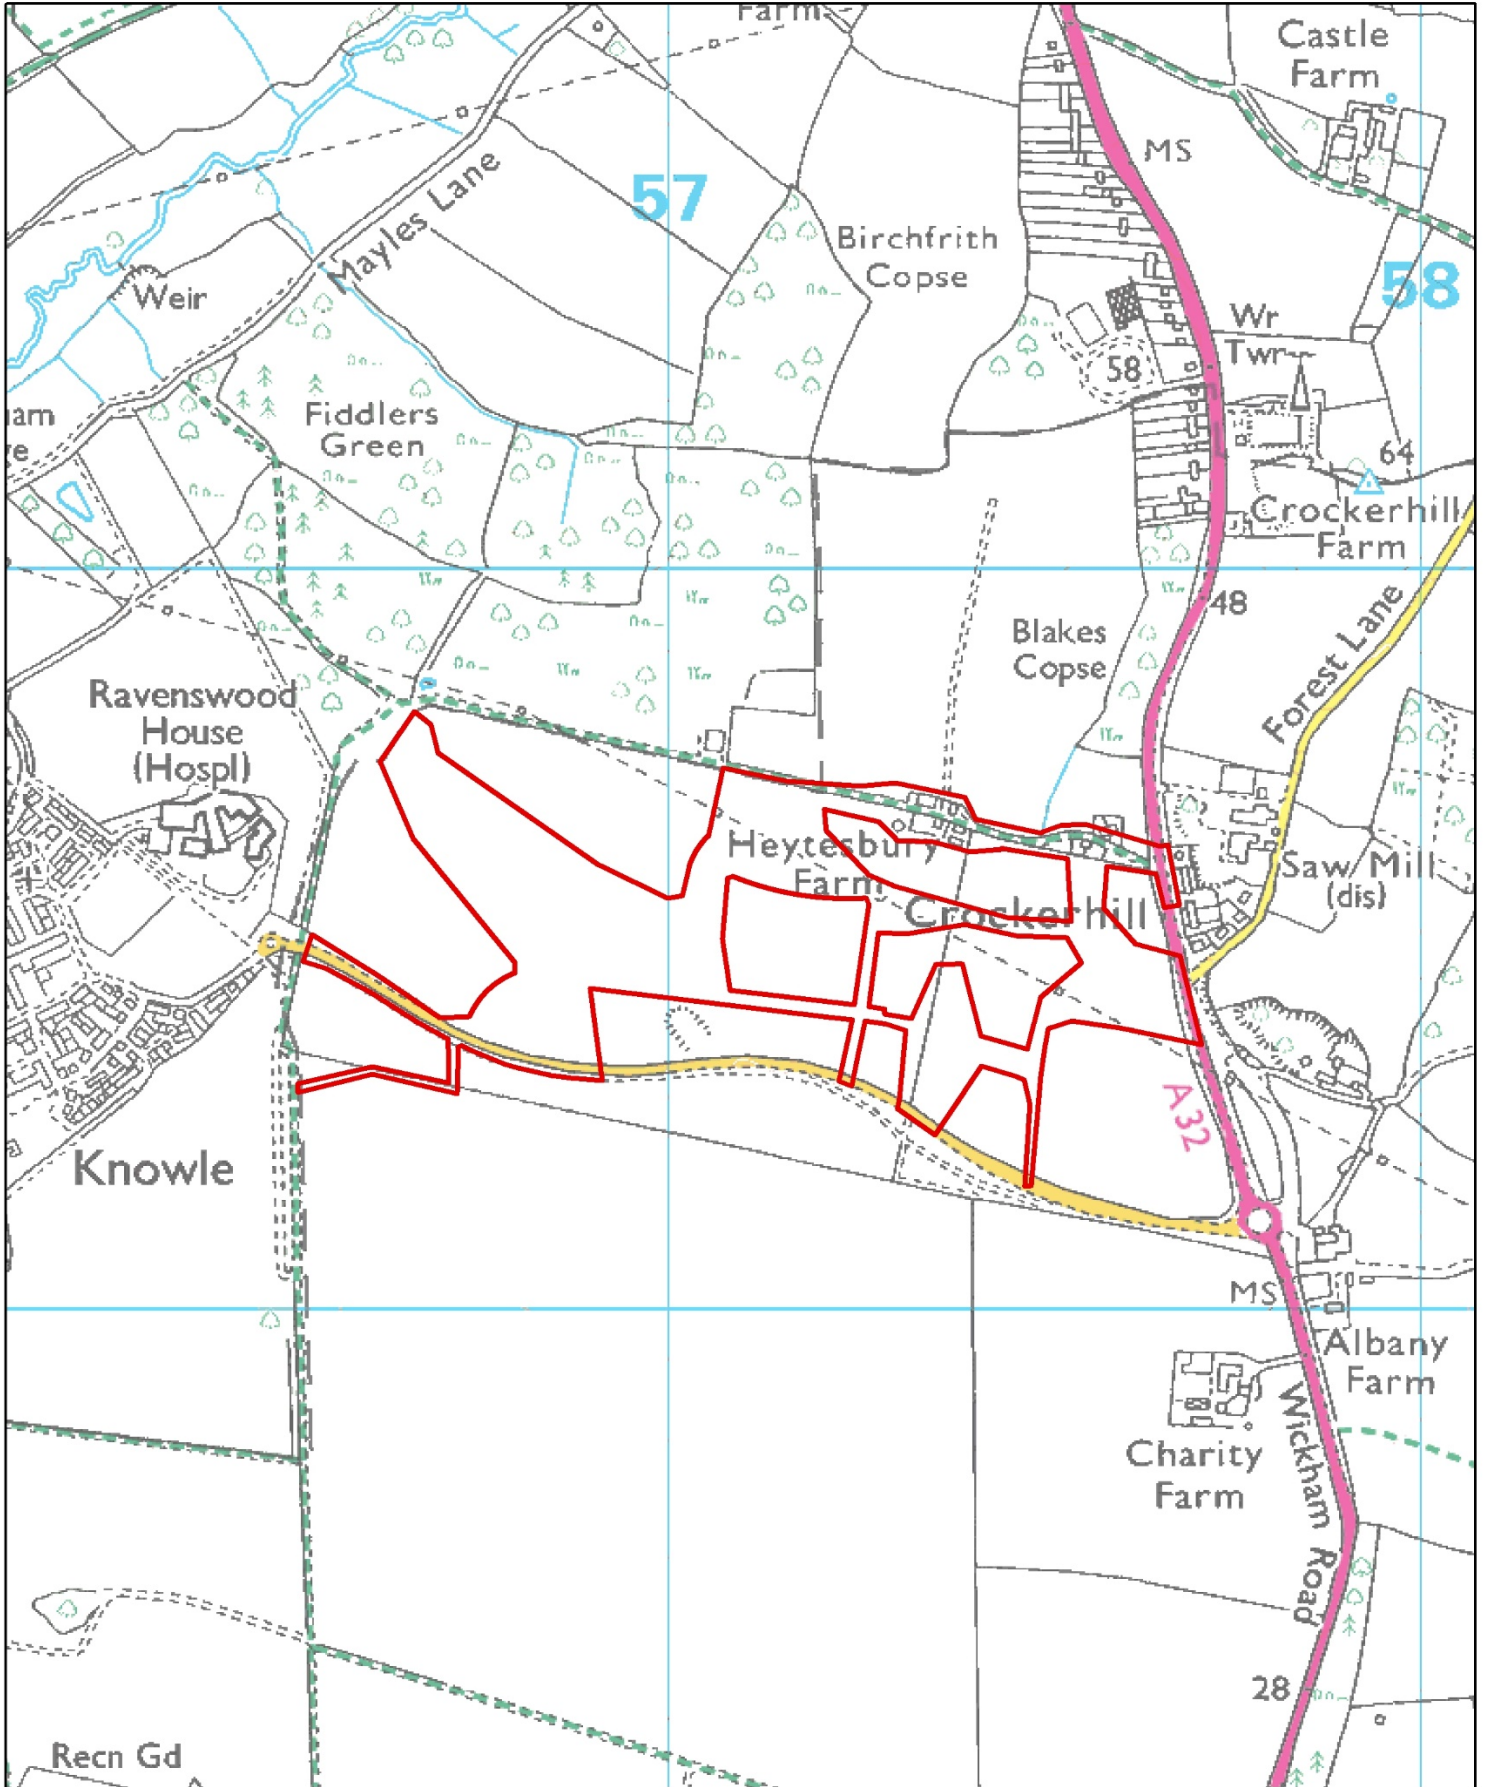 Farm
Castle
Farm
MS
Mayles Lane
57
Birchfrith
Copse
58
Weir
Wr
Twr
58
Fiddlers
Green
64
Crockerhill
Farm
48
Blakes
Copse
Forest Lane
Ravenswood
House
(Hospl)
Heytesbury
Farm
Saw Mill
(dis)
Crockerhill
A32
Knowle
MS
Albany
Farm
Charity
Farm
Wickham Road
28
Recn Gd